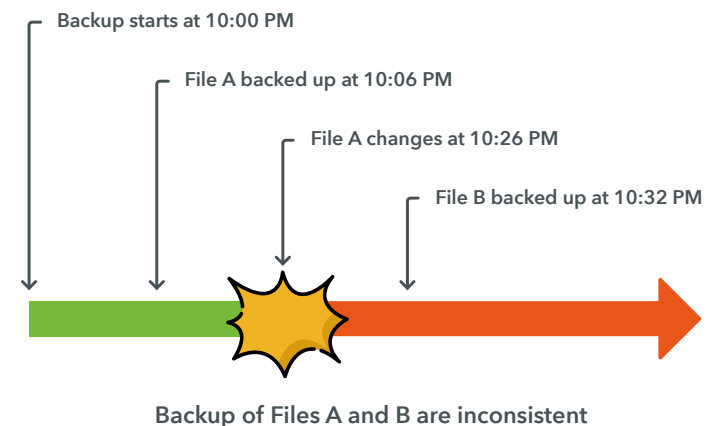 Backup starts at 10:00 PM
File A backed up at 10:06 PM
File A changes at 10:26 PM
File B backed up at 10:32 PM
Backup of Files A and B are inconsistent